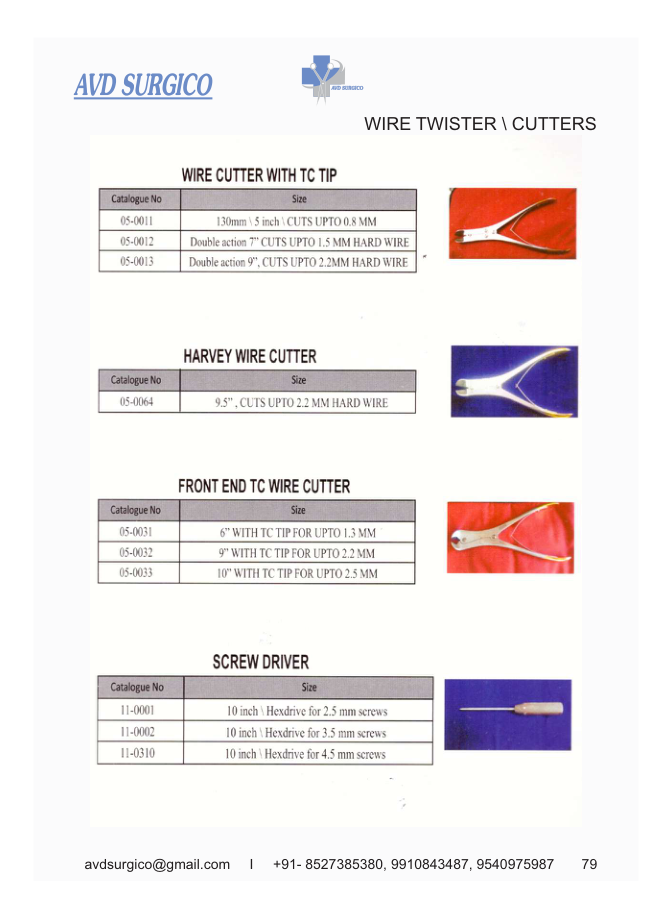 AVD SURGICO
AVD SURGICO
WIRE TWISTER \ CUTTERS
WIRE CUTTER WITH TC TIP
Catalogue No Size
05-0011 130mm \ 5 inch \ CUTS UPTO 0.8 MM
05-0012 Double action 7" CUTS UPTO 1.5 MM HARD WIRE
05-0013 Double action 9", CUTS UPTO 2.2MM HARD WIRE
HARVEY WIRE CUTTER
Catalogue No Size
05-0064 9.5" , CUTS UPTO 2.2 MM HARD WIRE
FRONT END TC WIRE CUTTER
Catalogue No Size
05-0031 6" WITH TC TIP FOR UPTO 1.3 MM
05-0032 9" WITH TC TIP FOR UPTO 2.2 MM
05-0033 10" WITH TC TIP FOR UPTO 2.5 MM
SCREW DRIVER
Catalogue No Size
11-0001 10 inch \ Hexdrive for 2.5 mm screws
11-0002 10 inch \ Hexdrive for 3.5 mm screws
11-0310 10 inch \ Hexdrive for 4.5 mm screws
avdsurgico@gmail.com I +91- 8527385380, 9910843487, 9540975987 79